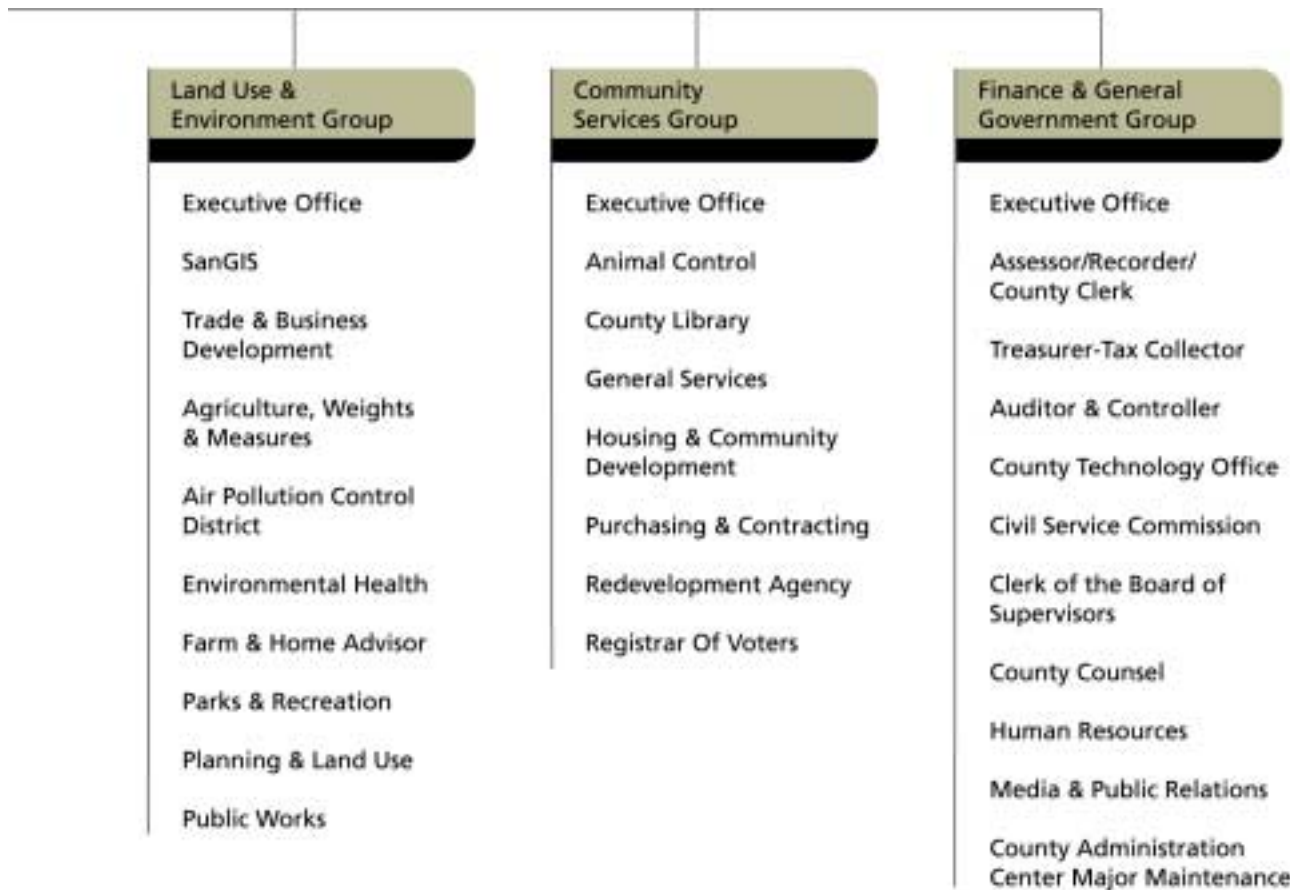 Land Use &
Environment Group
Executive Office
SanGIS
Trade & Business
Development
Agriculture, Weights
& Measures
Air Pollution Control
District
Environmental Health
Farm & Home Advisor
Parks & Recreation
Planning & Land Use
Public Works
Community
Services Group
Executive Office
Animal Control
County Library
General Services
Housing & Community
Development
Purchasing & Contracting
Redevelopment Agency
Registrar Of Voters
Finance & General
Government Group
Executive Office
Assessor/Recorder/
County Clerk
Treasurer-Tax Collector
Auditor & Controller
County Technology Office
Civil Service Commission
Clerk of the Board of
Supervisors
County Counsel
Human Resources
Media & Public Relations
County Administration
Center Major Maintenance